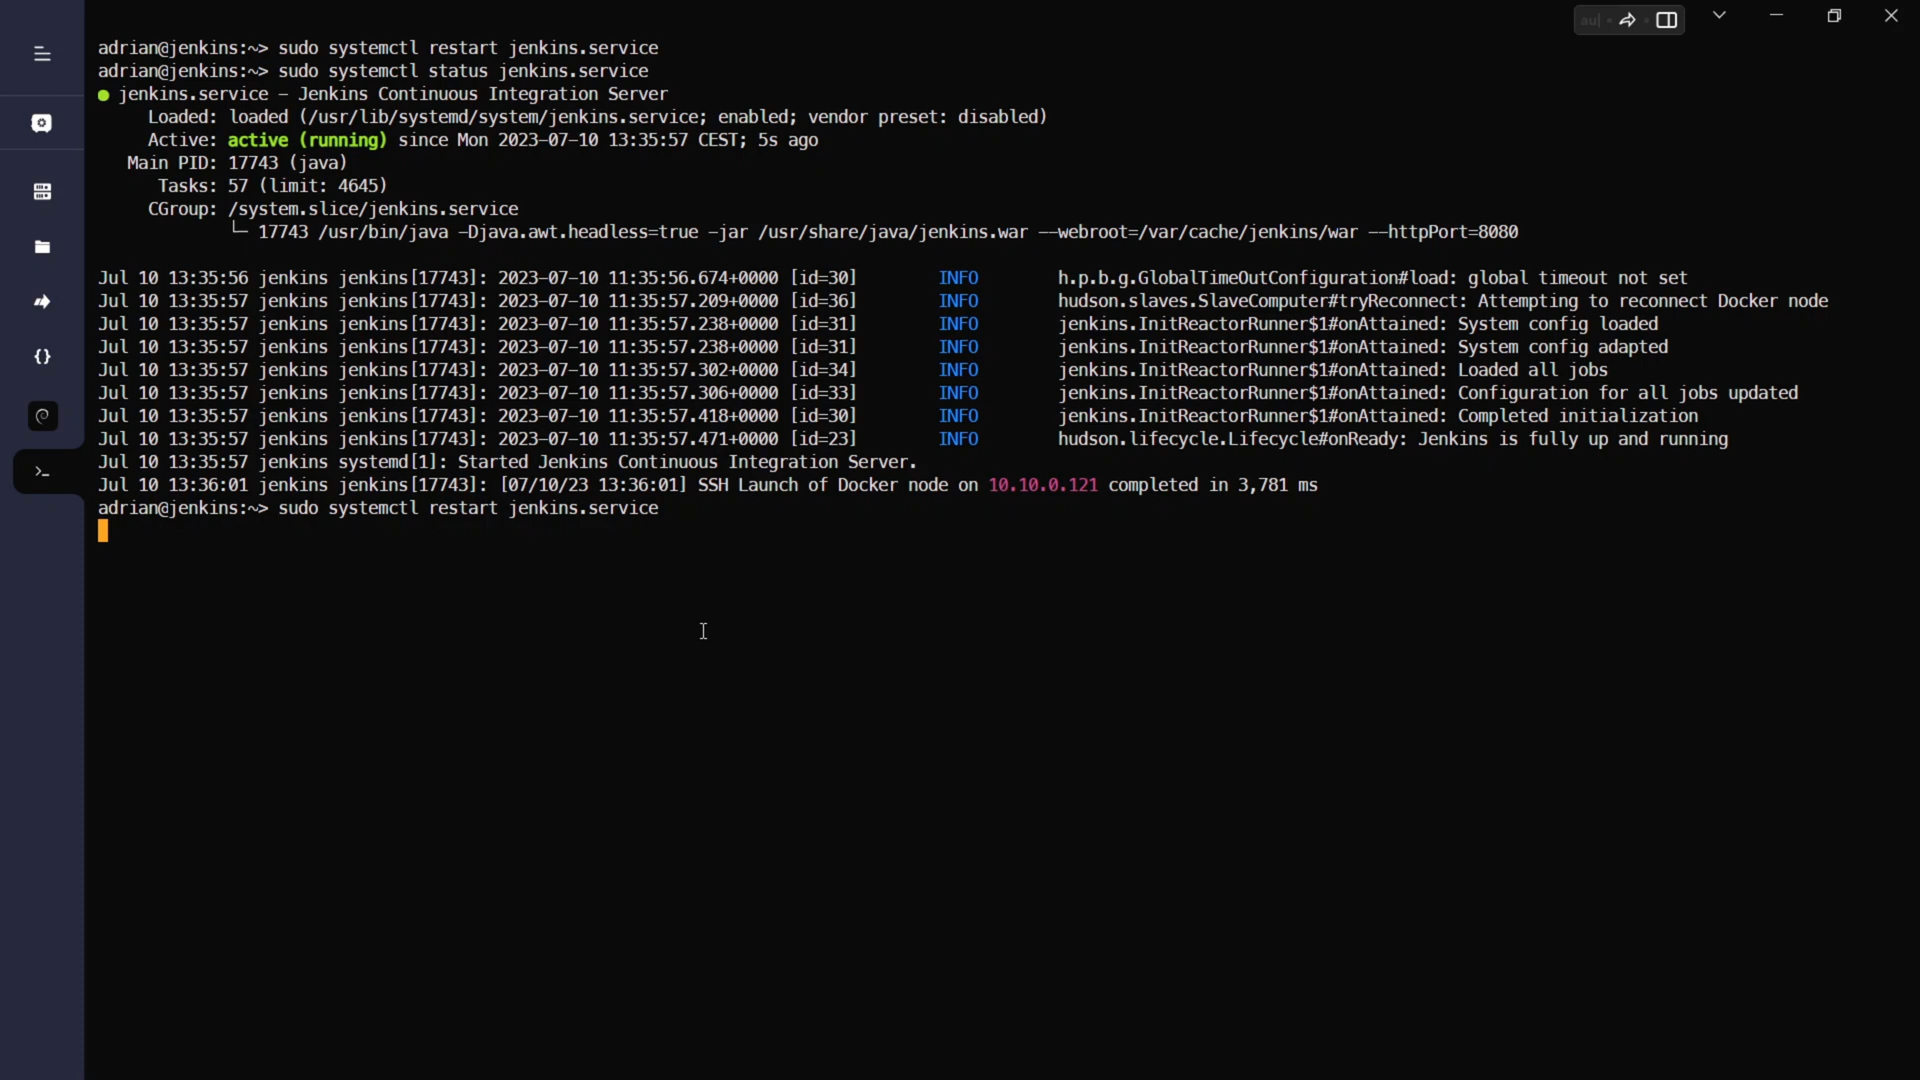 au
adrian@jenkins:~> sudo systemctl restart jenkins.service
adrian@jenkins:~> sudo systemctl status jenkins.service
● jenkins.service – Jenkins Continuous Integration Server
Loaded: loaded (/usr/lib/systemd/system/jenkins.service; enabled; vendor preset: disabled)
Active: active (running) since Mon 2023-07-10 13:35:57 CEST; 5s ago
Main PID: 17743 (java)
Tasks: 57 (limit: 4645)
CGroup: /system.slice/jenkins.service
└─ 17743 /usr/bin/java -Djava.awt.headless=true -jar /usr/share/java/jenkins.war --webroot=/var/cache/jenkins/war --httpPort=8080
Jul 10 13:35:56 jenkins jenkins[17743]: 2023-07-10 11:35:56.674+0000 [id=30] INFO h.p.b.g.GlobalTimeOutConfiguration#load: global timeout not set
Jul 10 13:35:57 jenkins jenkins[17743]: 2023-07-10 11:35:57.209+0000 [id=36] INFO hudson.slaves.SlaveComputer#tryReconnect: Attempting to reconnect Docker node
Jul 10 13:35:57 jenkins jenkins[17743]: 2023-07-10 11:35:57.238+0000 [id=31] INFO jenkins.InitReactorRunner$1#onAttained: System config loaded
Jul 10 13:35:57 jenkins jenkins[17743]: 2023-07-10 11:35:57.238+0000 [id=31] INFO jenkins.InitReactorRunner$1#onAttained: System config adapted
Jul 10 13:35:57 jenkins jenkins[17743]: 2023-07-10 11:35:57.302+0000 [id=34] INFO jenkins.InitReactorRunner$1#onAttained: Loaded all jobs
Jul 10 13:35:57 jenkins jenkins[17743]: 2023-07-10 11:35:57.306+0000 [id=33] INFO jenkins.InitReactorRunner$1#onAttained: Configuration for all jobs updated
Jul 10 13:35:57 jenkins jenkins[17743]: 2023-07-10 11:35:57.418+0000 [id=30] INFO jenkins.InitReactorRunner$1#onAttained: Completed initialization
Jul 10 13:35:57 jenkins jenkins[17743]: 2023-07-10 11:35:57.471+0000 [id=23] INFO hudson.lifecycle.Lifecycle#onReady: Jenkins is fully up and running
Jul 10 13:35:57 jenkins systemd[1]: Started Jenkins Continuous Integration Server.
Jul 10 13:36:01 jenkins jenkins[17743]: [07/10/23 13:36:01] SSH Launch of Docker node on 10.10.0.121 completed in 3,781 ms
adrian@jenkins:~> sudo systemctl restart jenkins.service